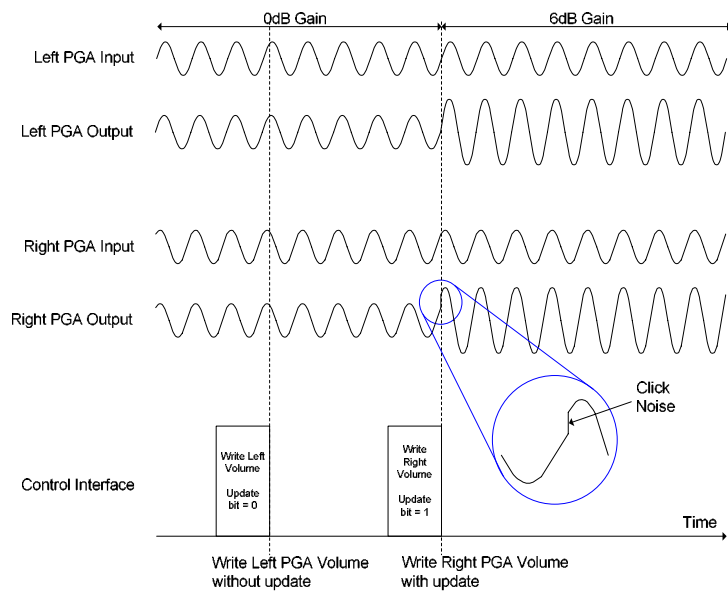 0dB Gain
6dB Gain
Left PGA Input
Left PGA Output
Right PGA Input
Right PGA Output
Click
Noise
Control Interface
Write Left
Volume
Update
bit = 0
Write
Right
Volume
Update
bit = 1
Time
Write Left PGA Volume
without update
Write Right PGA Volume
with update